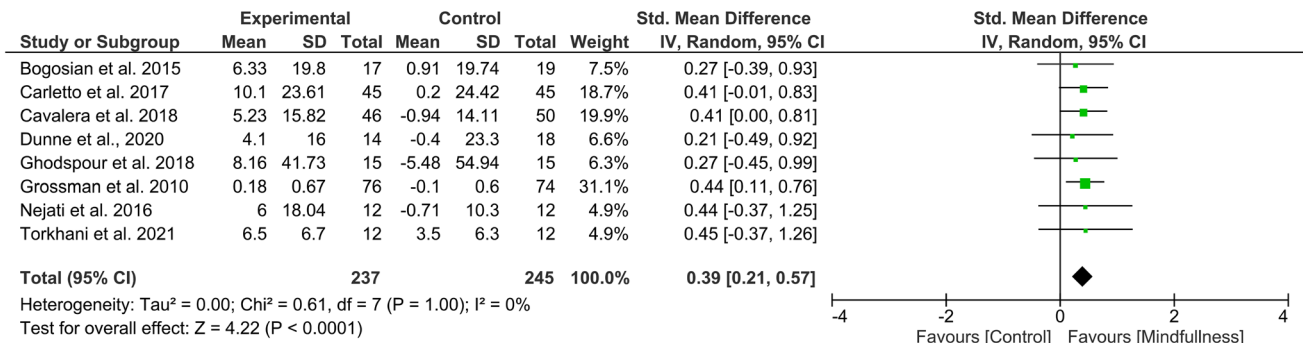 Experimental Control Std. Mean Difference Std. Mean Difference
Study or Subgroup Mean SD Total Mean SD Total Weight IV, Random, 95% CI IV, Random, 95% CI
Bogosian et al. 2015 6.33 19.8 17 0.91 19.74 19 7.5% 0.27 [-0.39, 0.93]
Carletto et al. 2017 10.1 23.61 45 0.2 24.42 45 18.7% 0.41 [-0.01, 0.83]
Cavalera et al. 2018 5.23 15.82 46 -0.94 14.11 50 19.9% 0.41 [0.00, 0.81]
Dunne et al., 2020 4.1 16 14 -0.4 23.3 18 6.6% 0.21 [-0.49, 0.92]
Ghodspour et al. 2018 8.16 41.73 15 -5.48 54.94 15 6.3% 0.27 [-0.45, 0.99]
Grossman et al. 2010 0.18 0.67 76 -0.1 0.6 74 31.1% 0.44 [0.11, 0.76]
Nejati et al. 2016 6 18.04 12 -0.71 10.3 12 4.9% 0.44 [-0.37, 1.25]
Torkhani et al. 2021 6.5 6.7 12 3.5 6.3 12 4.9% 0.45 [-0.37, 1.26]
Total (95% CI) 237 245 100.0% 0.39 [0.21, 0.57]
Heterogeneity: Tau² = 0.00; Chi² = 0.61, df = 7 (P = 1.00); I² = 0%
Test for overall effect: Z = 4.22 (P < 0.0001)
-4 -2 0 2 4
Favours [Control] Favours [Mindfullness]